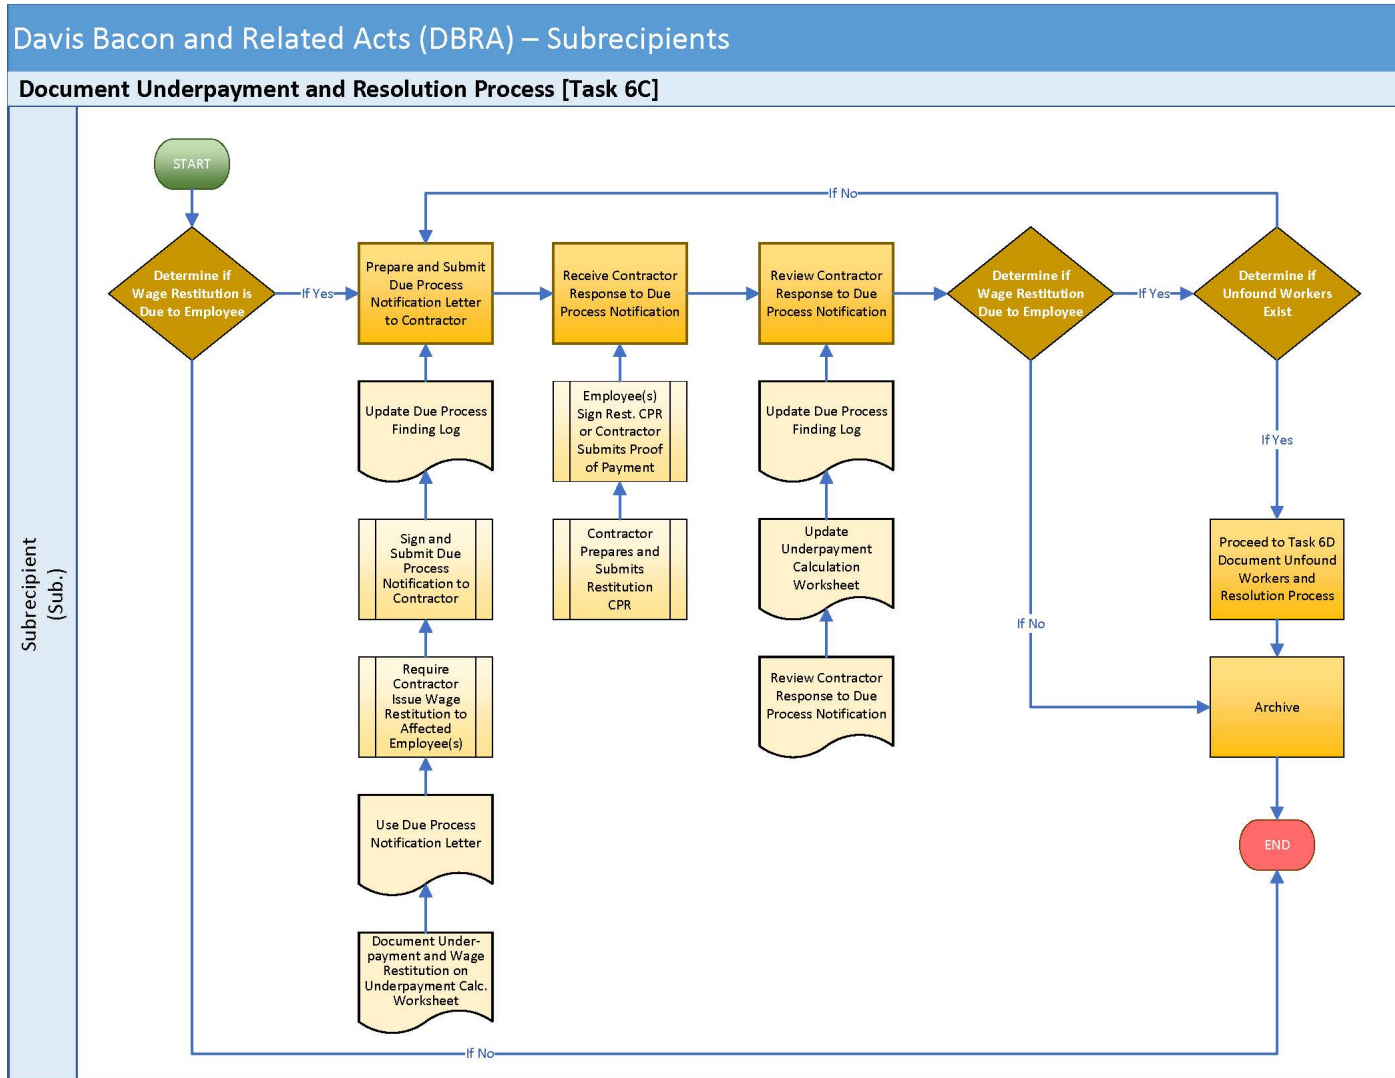 Davis Bacon and Related Acts (DBRA) – Subrecipients
Document Underpayment and Resolution Process [Task 6C]
Subrecipient
(Sub.)
START
Determine if
Wage Restitution is
Due to Employee
If Yes
If No
Prepare and Submit
Due Process
Notification Letter
to Contractor
Update Due Process
Finding Log
Sign and
Submit Due
Process
Notification to
Contractor
Require
Contractor
Issue Wage
Restitution to
Affected
Employee(s)
Use Due Process
Notification Letter
Document Under-
payment and Wage
Restitution on
Underpayment Calc.
Worksheet
Receive Contractor
Response to Due
Process Notification
Employee(s)
Sign Rest. CPR
or Contractor
Submits Proof
of Payment
Contractor
Prepares and
Submits
Restitution
CPR
Review Contractor
Response to Due
Process Notification
Update Due Process
Finding Log
Update
Underpayment
Calculation
Worksheet
Review Contractor
Response to Due
Process Notification
Determine if
Wage Restitution
Due to Employee
If Yes
If No
Determine if
Unfound Workers
Exist
If No
If Yes
Proceed to Task 6D
Document Unfound
Workers and
Resolution Process
Archive
END